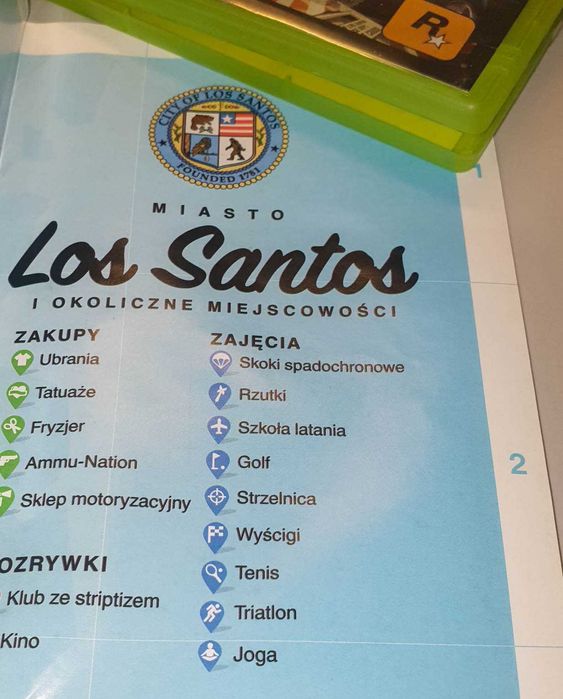 R
CITY OF LOS SANTOS
FOUNDED 1781
MIASTO
Los Santos
I OKOLICZNE MIEJSCOWOŚCI
ZAKUPY
Ubrania
Tatuaże
Fryzjer
Ammu-Nation
Sklep motoryzacyjny
OZRYWKI
Klub ze striptizem
Kino
ZAJĘCIA
Skoki spadochronowe
Rzutki
Szkoła latania
Golf
Strzelnica
Wyścigi
Tenis
Triatlon
Joga
1
2